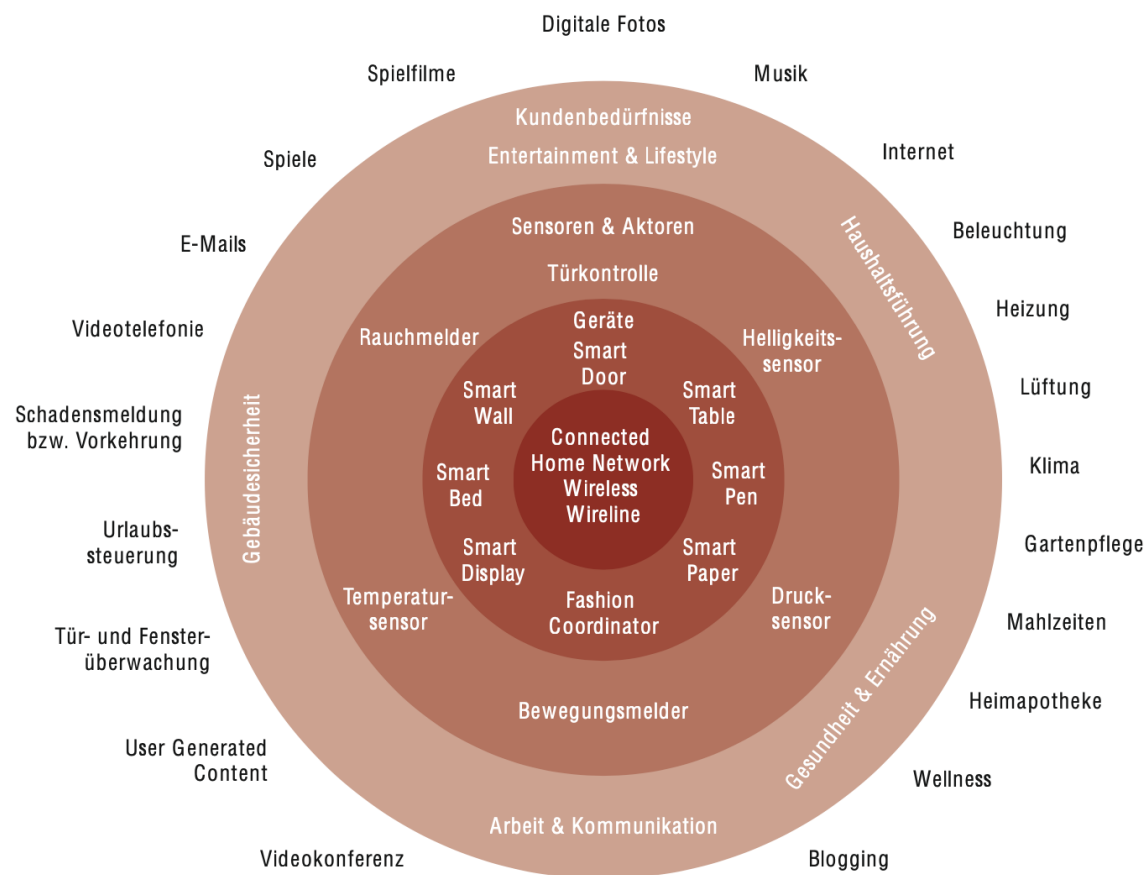 Digitale Fotos
Spielfilme
Musik
Spiele
Internet
E-Mails
Beleuchtung
Videotelefonie
Heizung
Schadensmeldung
bzw. Vorkehrung
Lüftung
Klima
Urlaubs-
steuerung
Gartenpflege
Tür- und Fenster-
überwachung
Mahlzeiten
Heimapotheke
User Generated
Content
Wellness
Videokonferenz
Blogging
Kundenbedürfnisse
Entertainment & Lifestyle
Haushaltsführung
Gebäudesicherheit
Gesundheit & Ernährung
Arbeit & Kommunikation
Sensoren & Aktoren
Türkontrolle
Rauchmelder
Helligkeits-
sensor
Temperatur-
sensor
Druck-
sensor
Bewegungsmelder
Geräte
Smart
Door
Smart
Wall
Smart
Table
Smart
Bed
Smart
Pen
Smart
Display
Smart
Paper
Fashion
Coordinator
Connected
Home Network
Wireless
Wireline